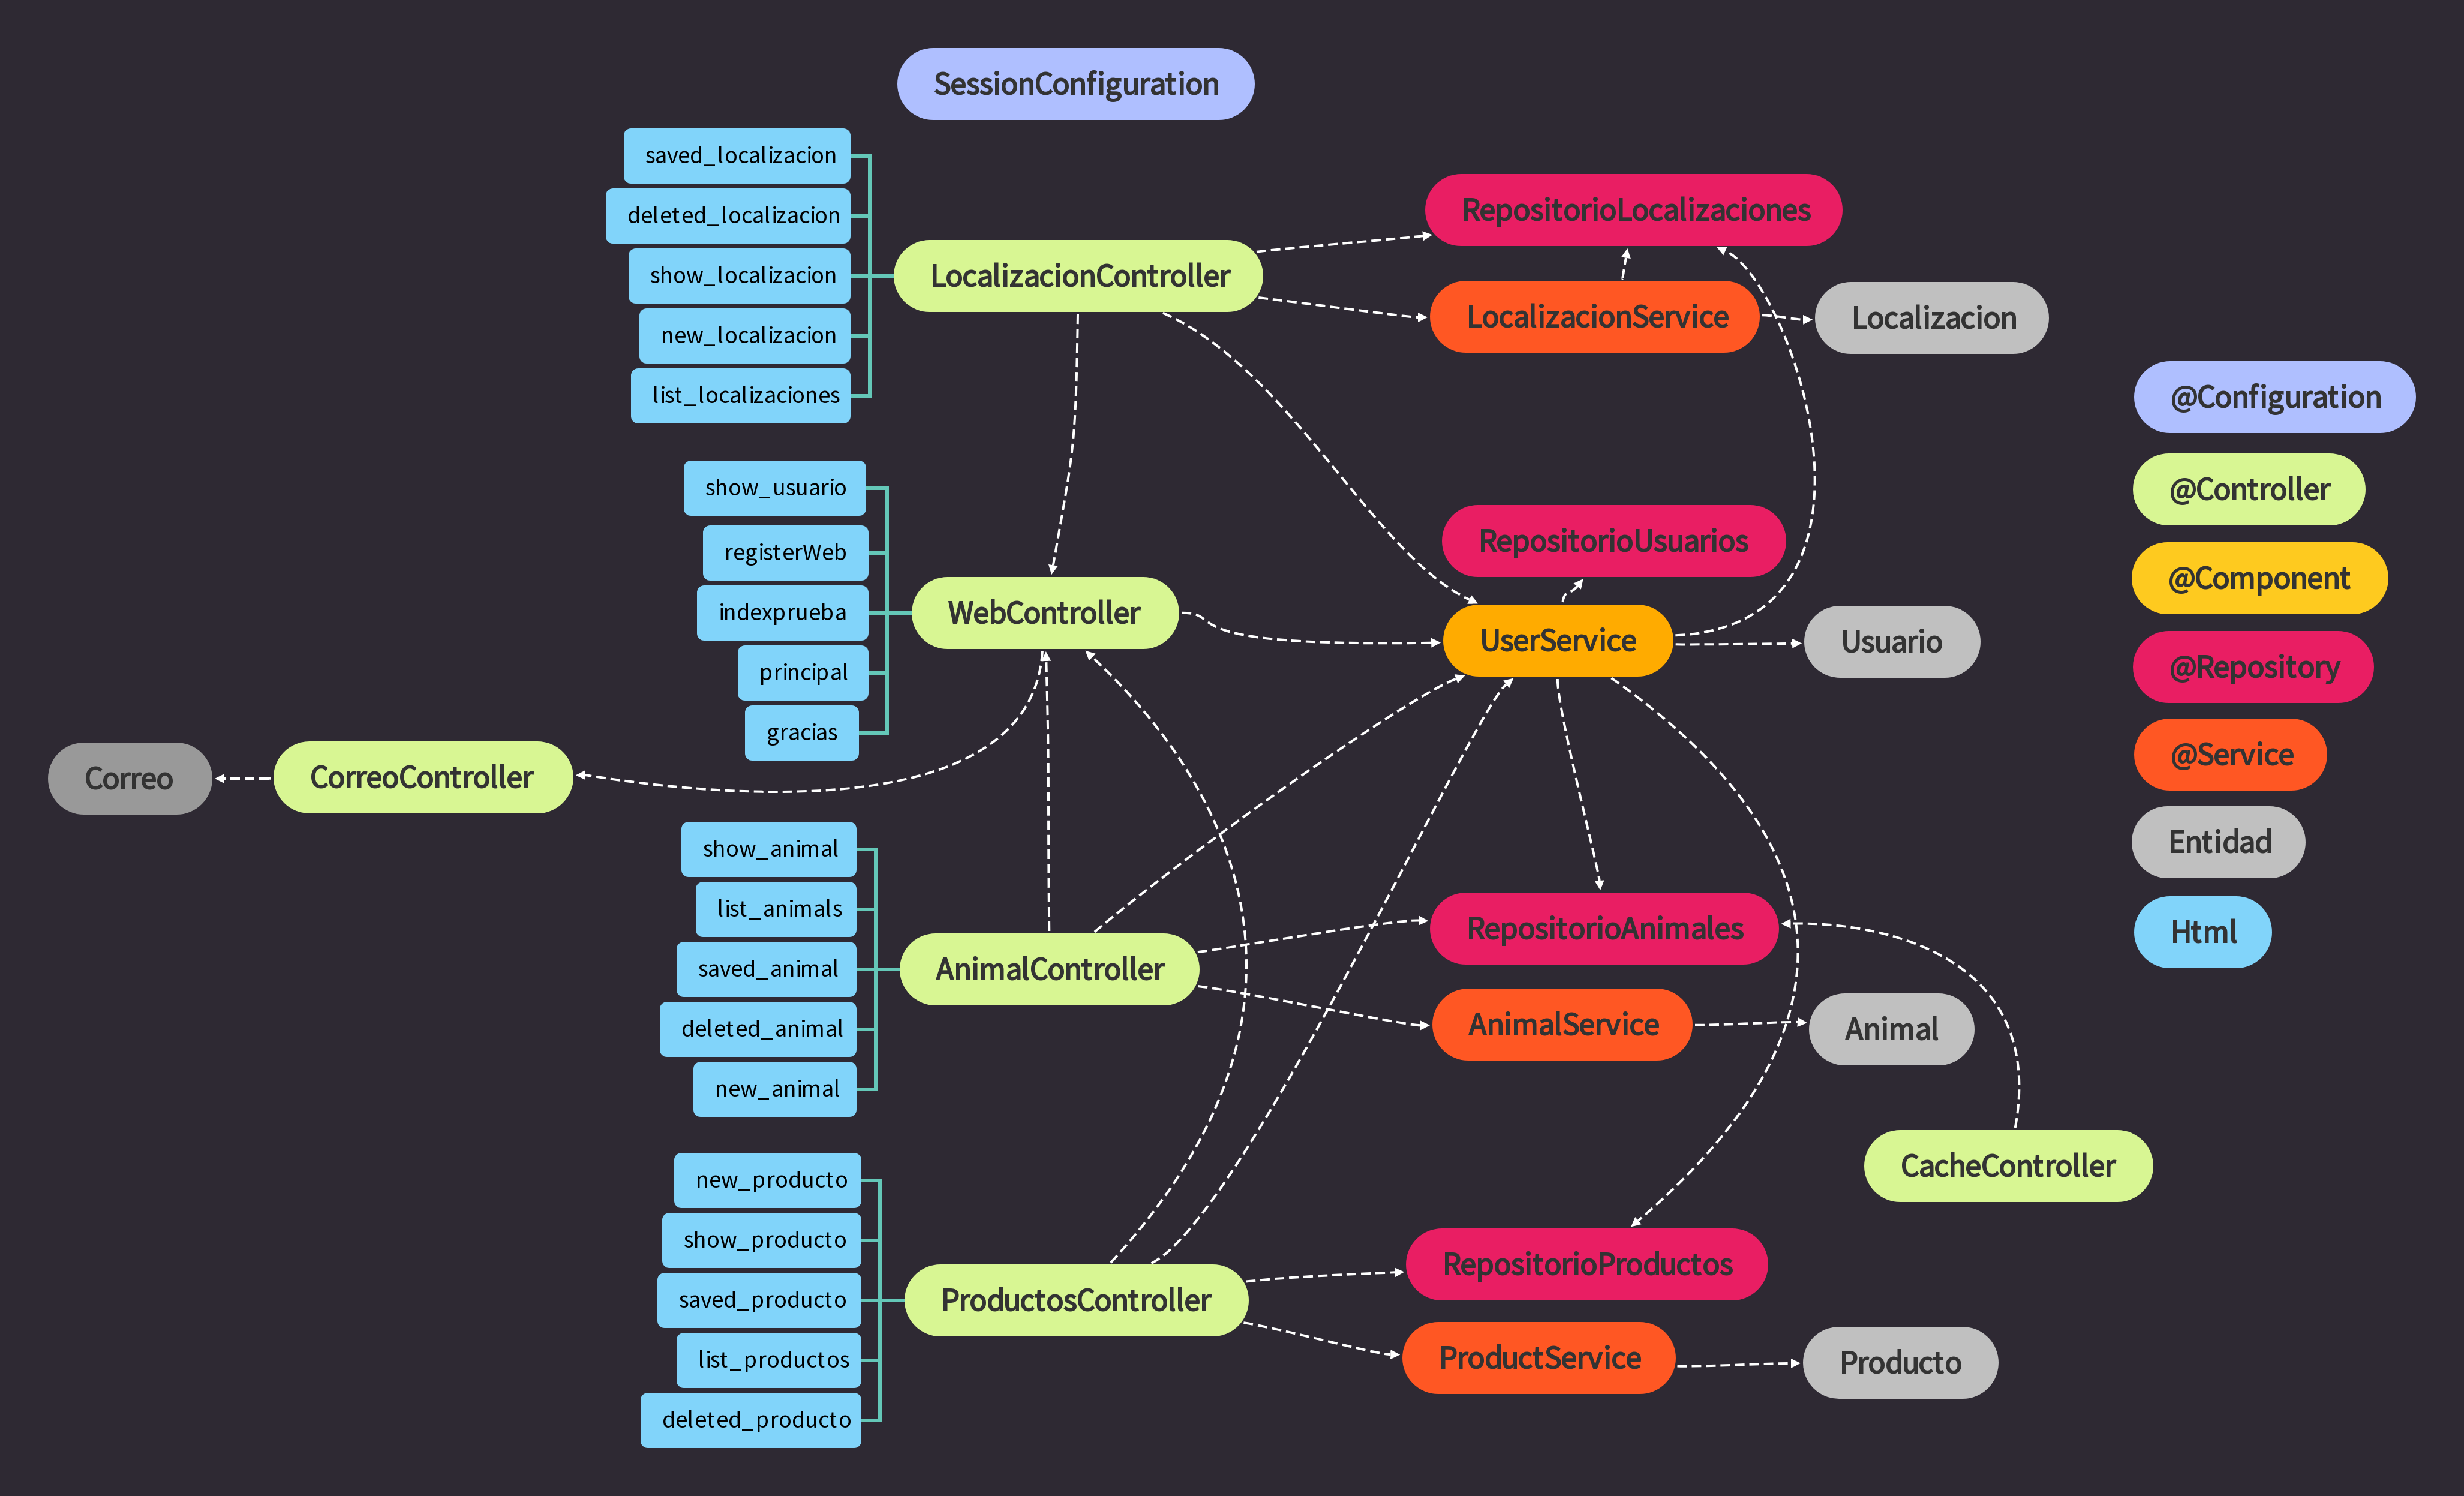 SessionConfiguration
saved_localizacion
deleted_localizacion
show_localizacion
new_localizacion
list_localizaciones
LocalizacionController
RepositorioLocalizaciones
LocalizacionService
Localizacion
show_usuario
registerWeb
indexprueba
principal
gracias
WebController
RepositorioUsuarios
UserService
Usuario
Correo
CorreoController
show_animal
list_animals
saved_animal
deleted_animal
new_animal
AnimalController
RepositorioAnimales
AnimalService
Animal
CacheController
new_producto
show_producto
saved_producto
list_productos
deleted_producto
ProductosController
RepositorioProductos
ProductService
Producto
@Configuration
@Controller
@Component
@Repository
@Service
Entidad
Html